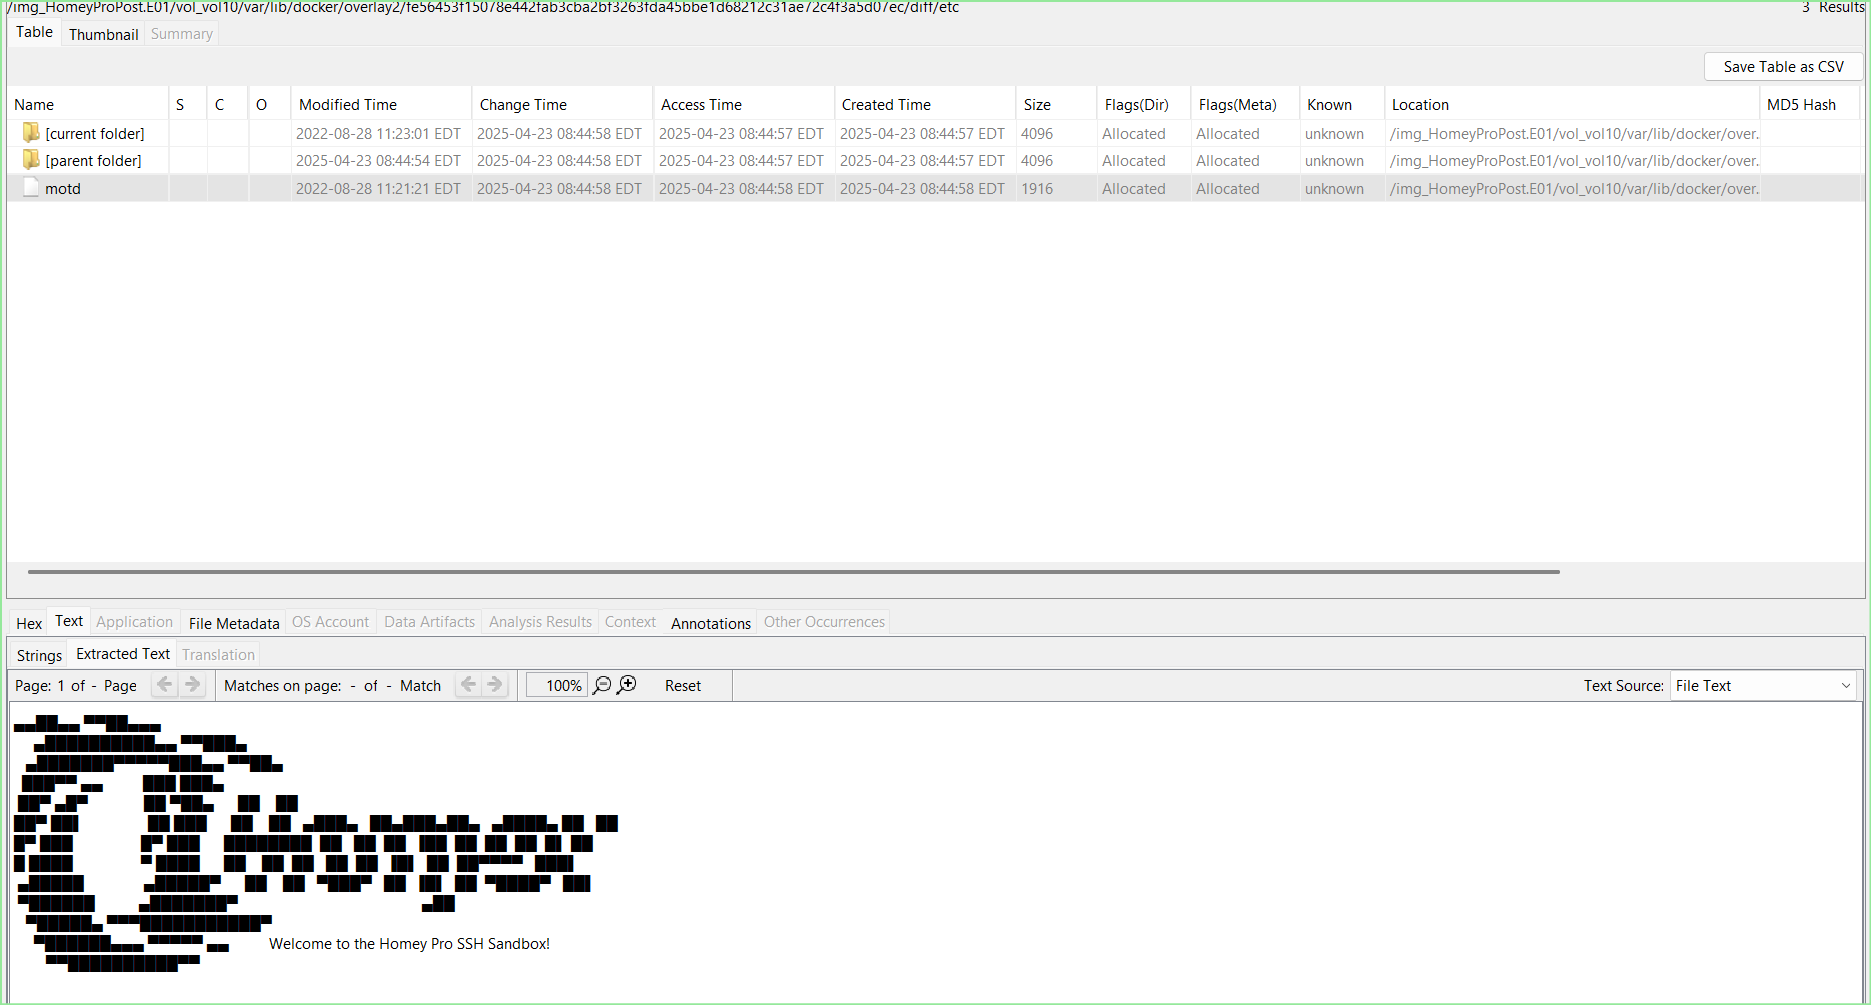 /img_HomeyProPost.E01/vol_vol10/var/lib/docker/overlay2/fe56453f15078e442fab3cba2bf3263fda45bbe1d68212c31ae72c4f3a5d07ec/diff/etc 3 Results
Table Thumbnail Summary
Save Table as CSV
Name S C O Modified Time Change Time Access Time Created Time Size Flags(Dir) Flags(Meta) Known Location MD5 Hash
[current folder] 2022-08-28 11:23:01 EDT 2025-04-23 08:44:58 EDT 2025-04-23 08:44:57 EDT 2025-04-23 08:44:57 EDT 4096 Allocated Allocated unknown /img_HomeyProPost.E01/vol_vol10/var/lib/docker/over.
[parent folder] 2025-04-23 08:44:54 EDT 2025-04-23 08:44:58 EDT 2025-04-23 08:44:57 EDT 2025-04-23 08:44:57 EDT 4096 Allocated Allocated unknown /img_HomeyProPost.E01/vol_vol10/var/lib/docker/over.
motd 2022-08-28 11:21:21 EDT 2025-04-23 08:44:58 EDT 2025-04-23 08:44:58 EDT 2025-04-23 08:44:58 EDT 1916 Allocated Allocated unknown /img_HomeyProPost.E01/vol_vol10/var/lib/docker/over.
Hex Text Application File Metadata OS Account Data Artifacts Analysis Results Context Annotations Other Occurrences
Strings Extracted Text Translation
Page: 1 of - Page Matches on page: - of - Match 100% Reset Text Source: File Text
Homey
Welcome to the Homey Pro SSH Sandbox!